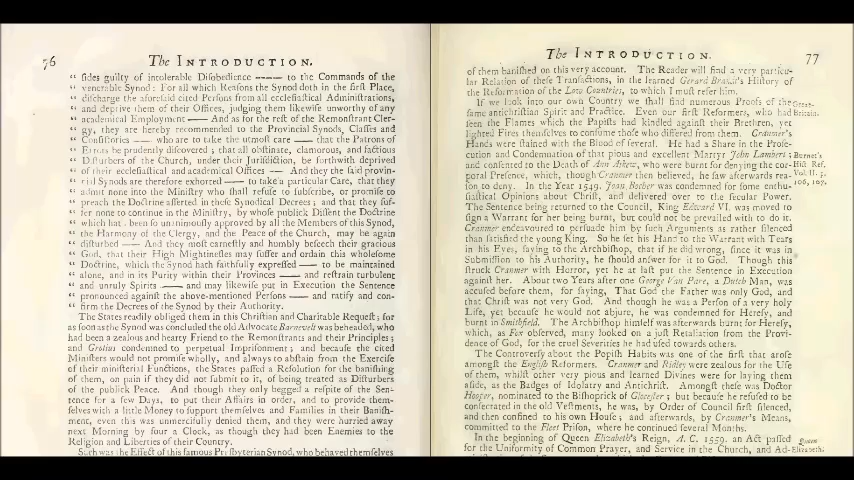 76
The INTRODUCTION.
“ sides guilty of intolerable Disobedience ---- to the Commands of the
“ venerable Synod: For all which Reasons the Synod doth in the first Place,
“ discharge the aforesaid cited Persons from all ecclesiastical Administrations,
“ and deprive them of their Offices, judging them likewise unworthy of any
“ academical Employment —— And as for the rest of the Remonstrant Cler-
“ gy, they are hereby recommended to the Provincial Synods, Classes and
“ Consistories —— who are to take the utmost care —— that the Patrons of
“ Errors be prudently discovered; that all obstinate, clamorous, and factious
“ Disturbers of the Church, under their Jurisdiction, be forthwith deprived
“ of their ecclesiastical and academical Offices —— And they the said provin-
“ cial Synods are therefore exhorted —— to take a particular Care, that they
“ admit none into the Ministry who shall refuse to subscribe, or promise to
“ preach the Doctrine asserted in these Synodical Decrees; and that they suf-
“ fer none to continue in the Ministry, by whose publick Dissent the Doctrine
“ which hath been so unanimously approved by all the Members of this Synod,
“ the Harmony of the Clergy, and the Peace of the Church, may be again
“ disturbed —— And they most earnestly and humbly beseech their gracious
“ God, that their High Mightinesses may suffer and ordain this wholesome
“ Doctrine, which the Synod hath faithfully expressed —— to be maintained
“ alone, and in its Purity within their Provinces —— and restrain turbulent
“ and unruly Spirits —— and may likewise put in Execution the Sentence
“ pronounced against the above-mentioned Persons —— and ratify and con-
“ firm the Decrees of the Synod by their Authority.
The States readily obliged them in this Christian and Charitable Request; for
as soon as the Synod was concluded the old Advocate Barnevelt was beheaded, who
had been a zealous and hearty Friend to the Remonstrants and their Principles;
and Grotius condemned to perpetual Imprisonment; and because the cited
Ministers would not promise wholly, and always to abstain from the Exercise
of their ministerial Functions, the States passed a Resolution for the banishing
of them, on pain if they did not submit to it, of being treated as Disturbers
of the publick Peace. And though they only begged a respite of the Sen-
tence for a few Days, to put their Affairs in order, and to provide them-
selves with a little Money to support themselves and Families in their Banish-
ment, even this was unmercifully denied them, and they were hurried away
next Morning by four a Clock, as though they had been Enemies to the
Religion and Liberties of their Country.
Such was the Effect of this famous Presbyterian Synod, who behaved themselves
The INTRODUCTION.
77
of them banished on this very account. The Reader will find a very particu-
lar Relation of these Transactions, in the learned Gerard Brandt's History of
the Reformation of the Low Countries, to which I must refer him.
If we look into our own Country we shall find numerous Proofs of the Great-
same antichristian Spirit and Practice. Even our first Reformers, who had Britain.
seen the Flames which the Papists had kindled against their Brethren, yet
lighted Fires themselves to consume those who differed from them. Cranmer's
Hands were stained with the Blood of several. He had a Share in the Prose-
cution and Condemnation of that pious and excellent Martyr John Lambert; Burnet's
and consented to the Death of Ann Askew, who were burnt for denying the cor- Hist. Ref.
poral Presence, which, though Cranmer then believed, he saw afterwards rea- Vol. II. p.
son to deny. In the Year 1549. Joan Bocher was condemned for some enthu- 106, 107.
siastical Opinions about Christ, and delivered over to the secular Power.
The Sentence being returned to the Council, King Edward VI. was moved to
sign a Warrant for her being burnt, but could not be prevailed with to do it.
Cranmer endeavoured to persuade him by such Arguments as rather silenced
than satisfied the young King. So he set his Hand to the Warrant with Tears
in his Eyes, saying to the Archbishop, that if he did wrong, since it was in
Submission to his Authority, he should answer for it to God. Though this
struck Cranmer with Horror, yet he at last put the Sentence in Execution
against her. About two Years after one George Van Pare, a Dutch Man, was
accused before them, for saying, That God the Father was only God, and
that Christ was not very God. And though he was a Person of a very holy
Life, yet because he would not abjure, he was condemned for Heresy, and
burnt in Smithfield. The Archbishop himself was afterwards burnt for Heresy,
which, as Fox observed, many looked on as a just Retaliation from the Provi-
dence of God, for the cruel Severities he had used towards others.
The Controversy about the Popish Habits was one of the first that arose
amongst the English Reformers. Cranmer and Ridley were zealous for the Use
of them, whilst other very pious and learned Divines were for laying them
aside, as the Badges of Idolatry and Antichrist. Amongst these was Doctor
Hooper, nominated to the Bishoprick of Glocester; but because he refused to be
consecrated in the old Vestments, he was, by Order of Council first silenced,
and then confined to his own House; and afterwards, by Cranmer's Means,
committed to the Fleet Prison, where he continued several Months.
In the beginning of Queen Elizabeth's Reign, A. C. 1559. an Act passed Queen
for the Uniformity of Common Prayer, and Service in the Church, and Ad- Elizabeth.